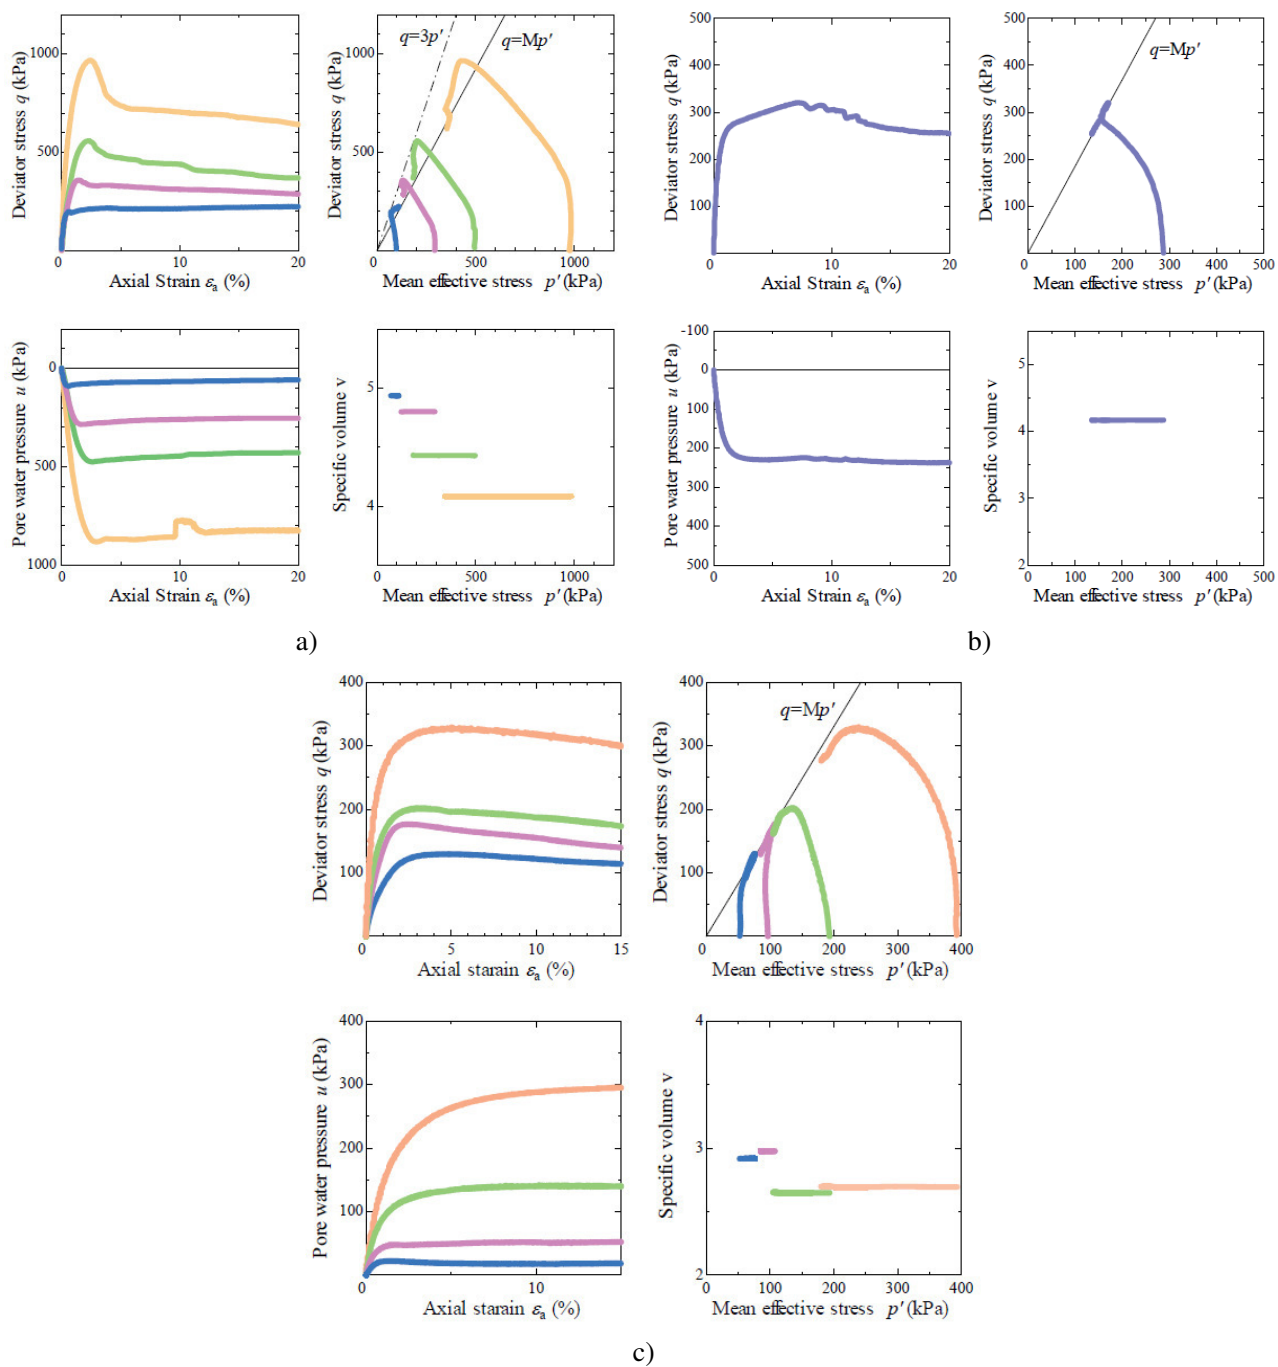 1000
500
0
10
20
Deviator stress q (kPa)
Axial Strain εa (%)
1000
500
0
500
1000
Deviator stress q (kPa)
Mean effective stress p′ (kPa)
q=3p′
q=Mp′
500
400
300
200
100
0
10
20
Deviator stress q (kPa)
Axial Strain εa (%)
500
400
300
200
100
0
100
200
300
400
500
Deviator stress q (kPa)
Mean effective stress p′ (kPa)
q=Mp′
0
500
1000
0
10
20
Pore water pressure u (kPa)
Axial Strain εa (%)
5
4
0
500
1000
Specific volume v
Mean effective stress p′ (kPa)
-100
0
100
200
300
400
500
0
10
20
Pore water pressure u (kPa)
Axial Strain εa (%)
5
4
3
2
0
100
200
300
400
500
Specific volume v
Mean effective stress p′ (kPa)
a)
b)
400
300
200
100
0
5
10
15
Deviator stress q (kPa)
Axial starain εa (%)
400
300
200
100
0
100
200
300
400
Deviator stress q (kPa)
Mean effective stress p′ (kPa)
q=Mp′
400
300
200
100
0
10
15
Pore water pressure u (kPa)
Axial starain εa (%)
4
3
2
0
100
200
300
400
Specific volume v
Mean effective stress p′ (kPa)
c)